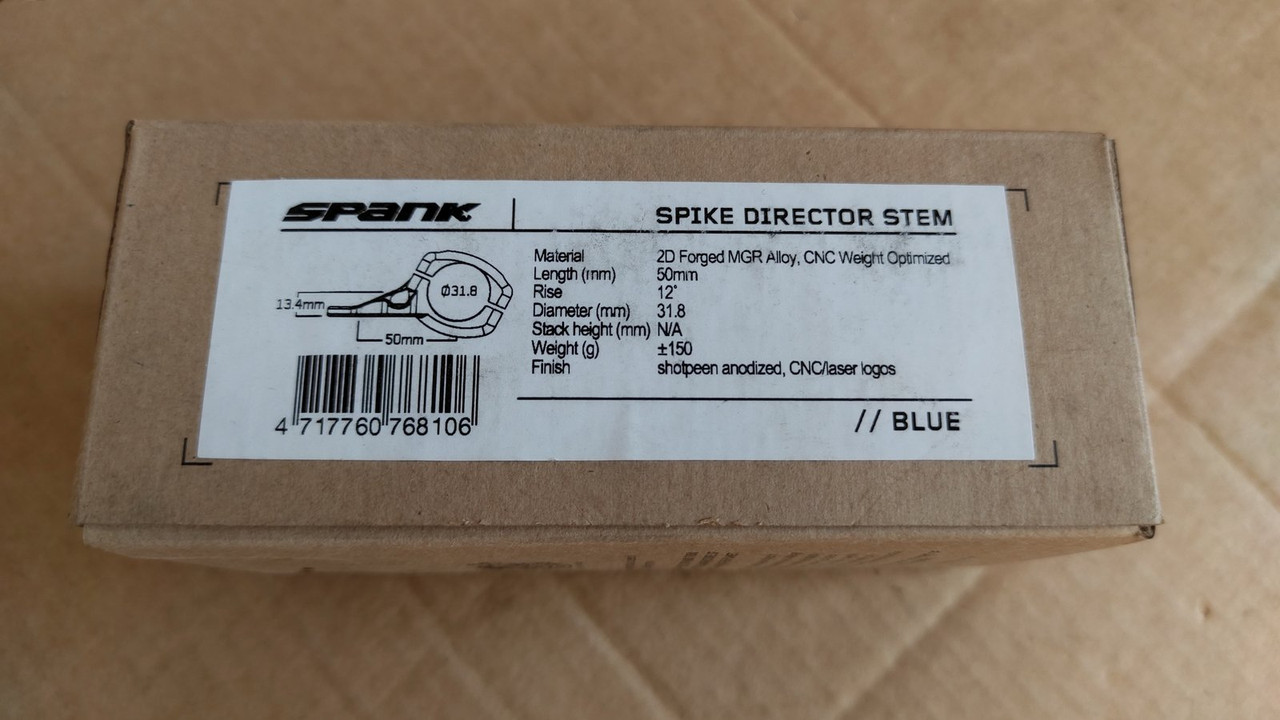 SPANK
SPIKE DIRECTOR STEM
Material 2D Forged MGR Alloy, CNC Weight Optimized
Length (mm) 50mm
Rise 12°
Diameter (mm) 31.8
Stack height (mm) N/A
Weight (g) ±150
Finish shotpeen anodized, CNC/laser logos
Ø31.8
13.4mm
50mm
4 717760 768106
// BLUE